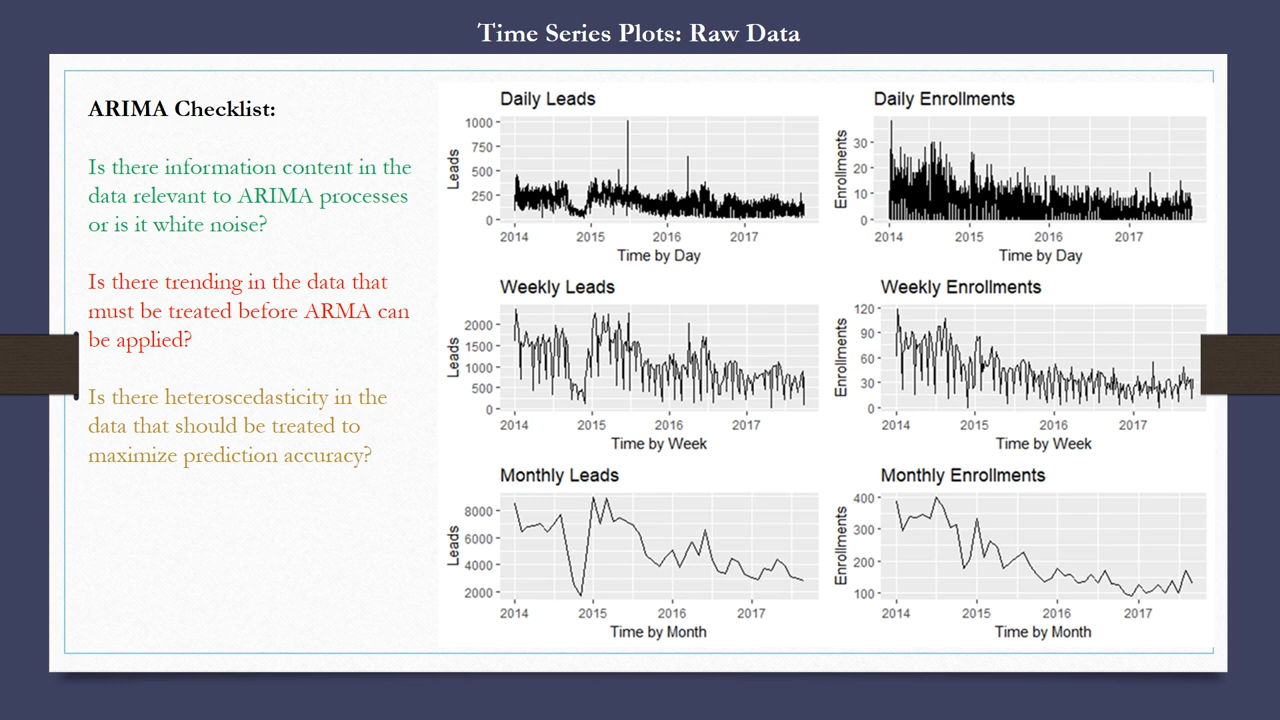 Time Series Plots: Raw Data
ARIMA Checklist:
Is there information content in the
data relevant to ARIMA processes
or is it white noise?
Is there trending in the data that
must be treated before ARMA can
be applied?
Is there heteroscedasticity in the
data that should be treated to
maximize prediction accuracy?
Daily Leads
Leads
1000
750
500
250
0
2014 2015 2016 2017
Time by Day
Daily Enrollments
Enrollments
30
20
10
0
2014 2015 2016 2017
Time by Day
Weekly Leads
Leads
2000
1500
1000
500
0
2014 2015 2016 2017
Time by Week
Weekly Enrollments
Enrollments
120
90
60
30
0
2014 2015 2016 2017
Time by Week
Monthly Leads
Leads
8000
6000
4000
2000
2014 2015 2016 2017
Time by Month
Monthly Enrollments
Enrollments
400
300
200
100
2014 2015 2016 2017
Time by Month